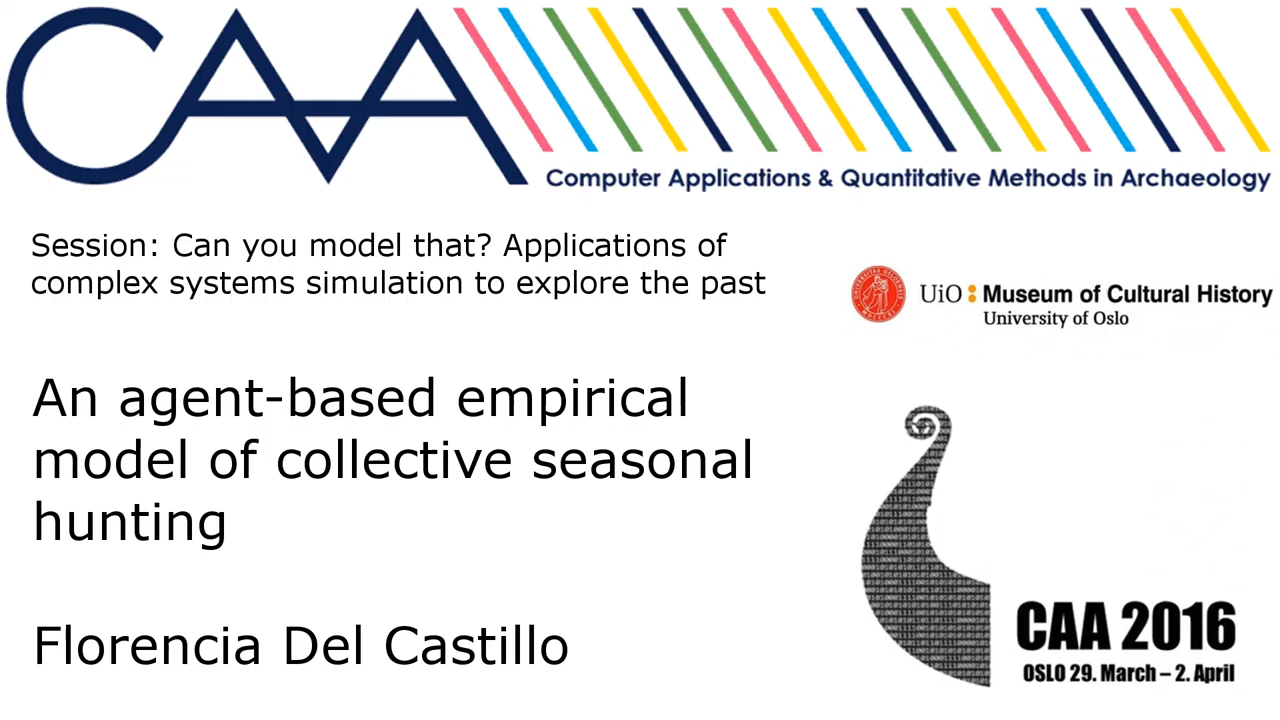 CAA
Computer Applications & Quantitative Methods in Archaeology
Session: Can you model that? Applications of
complex systems simulation to explore the past
UiO Museum of Cultural History
University of Oslo
An agent-based empirical
model of collective seasonal
hunting
Florencia Del Castillo
CAA 2016
OSLO 29. March – 2. April